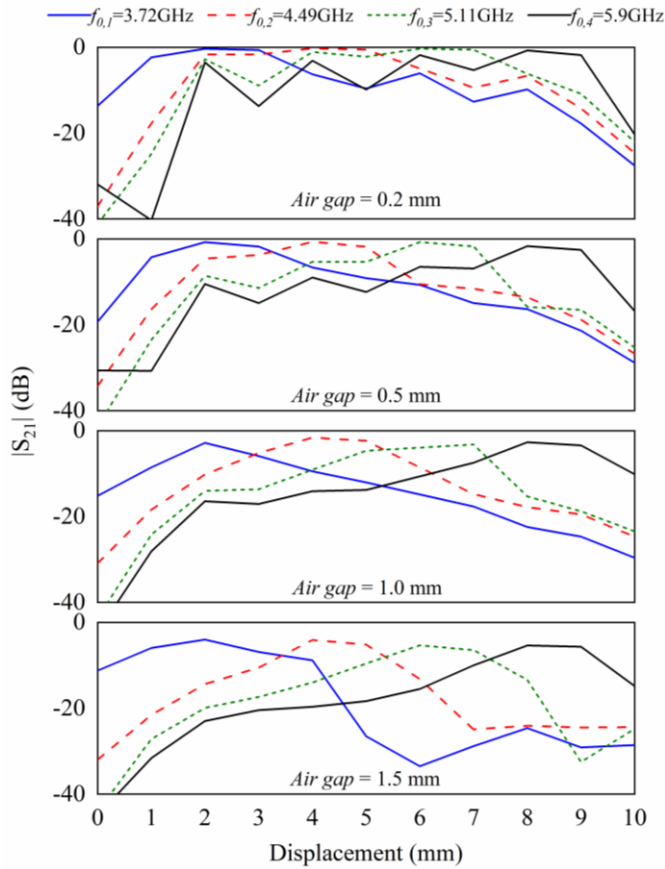 f0,1=3.72GHz f0,2=4.49GHz f0,3=5.11GHz f0,4=5.9GHz
0
-20
-40
Air gap = 0.2 mm
0
-20
-40
Air gap = 0.5 mm
|S21| (dB)
0
-20
-40
Air gap = 1.0 mm
0
-20
-40
Air gap = 1.5 mm
0 1 2 3 4 5 6 7 8 9 10
Displacement (mm)